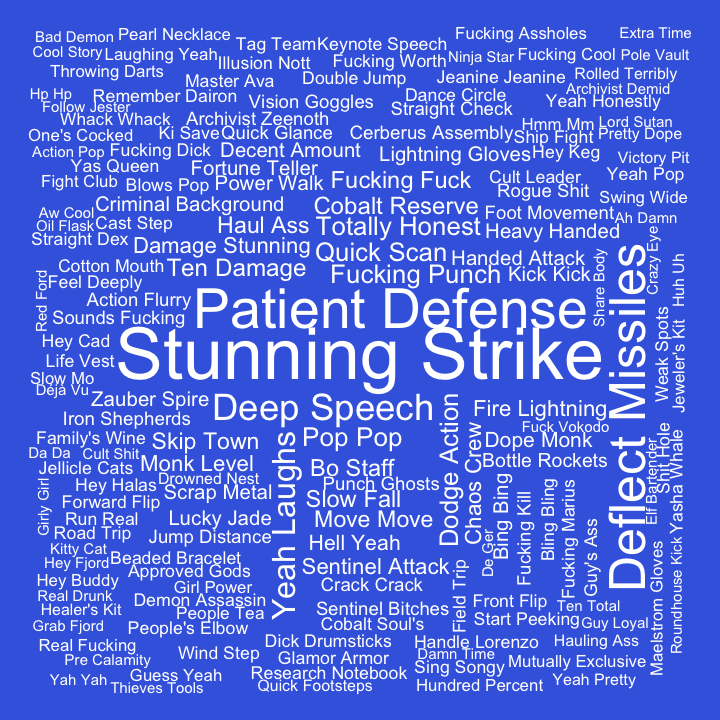 Bad Demon
Pearl Necklace
Fucking Assholes
Extra Time
Cool Story
Laughing Yeah
Tag Team
Keynote Speech
Illusion Nott
Fucking Worth
Ninja Star
Fucking Cool
Pole Vault
Throwing Darts
Master Ava
Double Jump
Jeanine Jeanine
Rolled Terribly
Archivist Demid
Hp Hp
Remember Dairon
Vision Goggles
Dance Circle
Yeah Honestly
Follow Jester
Straight Check
Whack Whack
Archivist Zeenoth
Hmm Mm
Lord Sutan
One's Cocked
Ki Save
Quick Glance
Cerberus Assembly
Ship Fight
Pretty Dope
Action Pop
Fucking Dick
Decent Amount
Lightning Gloves
Hey Keg
Victory Pit
Yas Queen
Fortune Teller
Yeah Pop
Fight Club
Blows Pop
Power Walk
Fucking Fuck
Cult Leader
Rogue Shit
Swing Wide
Criminal Background
Cobalt Reserve
Aw Cool
Foot Movement
Ah Damn
Oil Flask
Cast Step
Haul Ass
Totally Honest
Heavy Handed
Straight Dex
Damage Stunning
Quick Scan
Handed Attack
Share Body
Crazy Eye
Huh Uh
Cotton Mouth
Ten Damage
Fucking Punch
Kick Kick
Feel Deeply
Red Ford
Action Flurry
Patient Defense
Sounds Fucking
Deflect Missiles
Weak Spots
Jeweler's Kit
Hey Cad
Stunning Strike
Life Vest
Slow Mo
Deja Vu
Zauber Spire
Deep Speech
Fire Lightning
Iron Shepherds
Dodge Action
Fuck Vokodo
Family's Wine
Skip Town
Yeah Laughs
Pop Pop
Chaos Crew
Dope Monk
Shit Hole
Yasha Whale
Elf Bartender
Da Da
Cult Shit
Jellicle Cats
Monk Level
Bo Staff
Bottle Rockets
Drowned Nest
Hey Halas
Punch Ghosts
Scrap Metal
Slow Fall
Girly Girl
Forward Flip
Bing Bing
Fucking Kill
Bling Bling
Fucking Marius
Guy's Ass
Run Real
Lucky Jade
Move Move
Road Trip
Jump Distance
Hell Yeah
De Ger
Kitty Cat
Roundhouse Kick
Maelstrom Gloves
Hey Fjord
Beaded Bracelet
Sentinel Attack
Field Trip
Approved Gods
Hey Buddy
Girl Power
Crack Crack
Real Drunk
Demon Assassin
Front Flip
Ten Total
Healer's Kit
People Tea
Sentinel Bitches
Start Peeking
Guy Loyal
Grab Fjord
People's Elbow
Cobalt Soul's
Real Fucking
Dick Drumsticks
Handle Lorenzo
Hauling Ass
Pre Calamity
Wind Step
Glamor Armor
Damn Time
Mutually Exclusive
Guess Yeah
Research Notebook
Sing Songy
Yah Yah
Thieves Tools
Quick Footsteps
Hundred Percent
Yeah Pretty